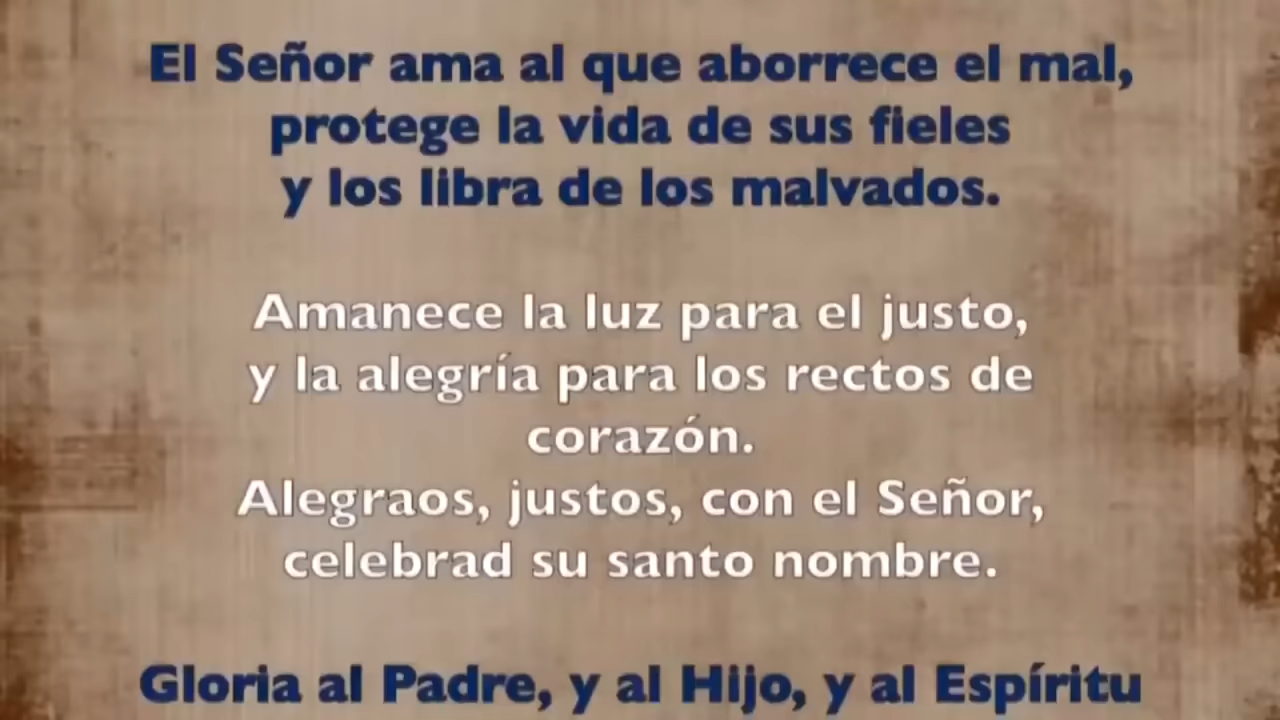 El Señor ama al que aborrece el mal,
protege la vida de sus fieles
y los libra de los malvados.
Amanece la luz para el justo,
y la alegría para los rectos de
corazón.
Alegraos, justos, con el Señor,
celebrad su santo nombre.
Gloria al Padre, y al Hijo, y al Espíritu